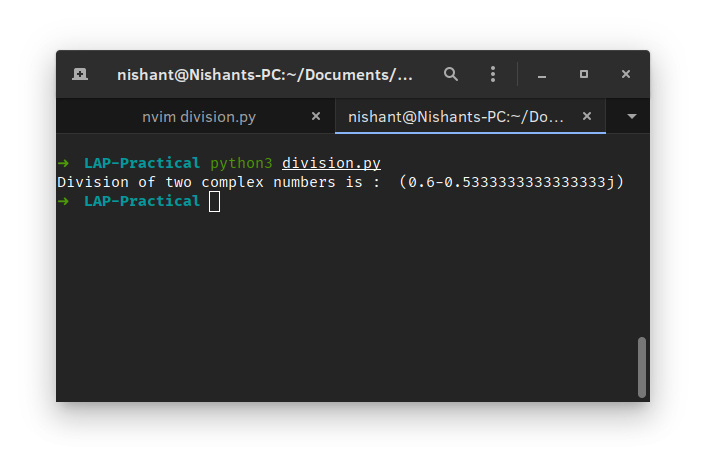 nishant@Nishants-PC:~/Documents/...
nvim division.py
nishant@Nishants-PC:~/Do...
➜ LAP-Practical python3 division.py
Division of two complex numbers is :  (0.6-0.5333333333333333j)
➜ LAP-Practical